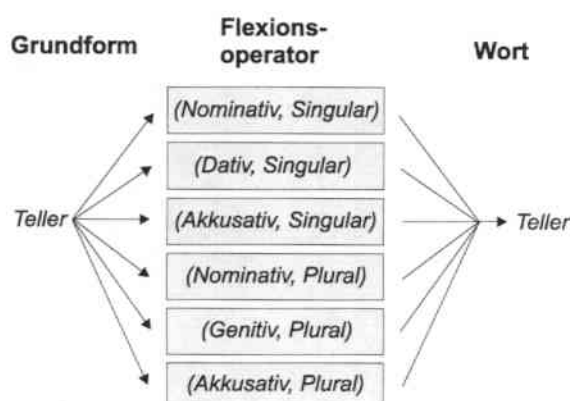 Grundform
Flexions-
operator
Wort
(Nominativ, Singular)
(Dativ, Singular)
Teller
(Akkusativ, Singular)
Teller
(Nominativ, Plural)
(Genitiv, Plural)
(Akkusativ, Plural)